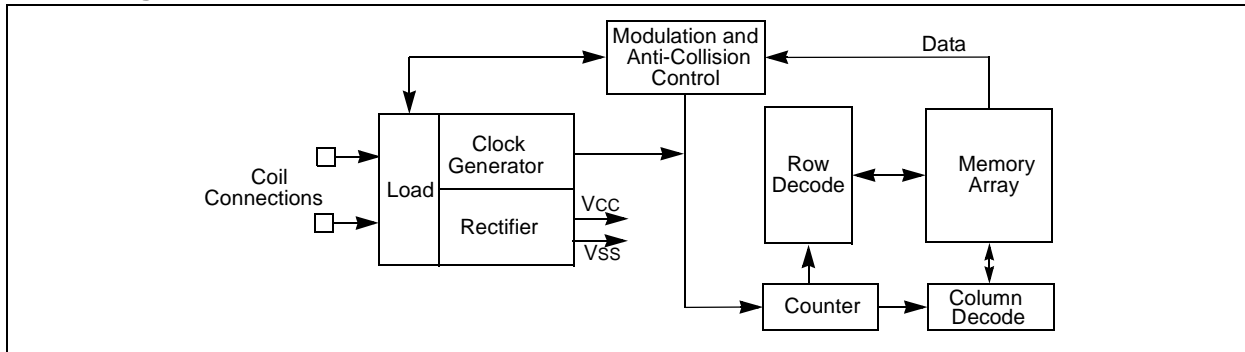 Modulation and
Anti-Collision
Control
Data
Coil
Connections
Load
Clock
Generator
Rectifier
VCC
VSS
Row
Decode
Memory
Array
Counter
Column
Decode